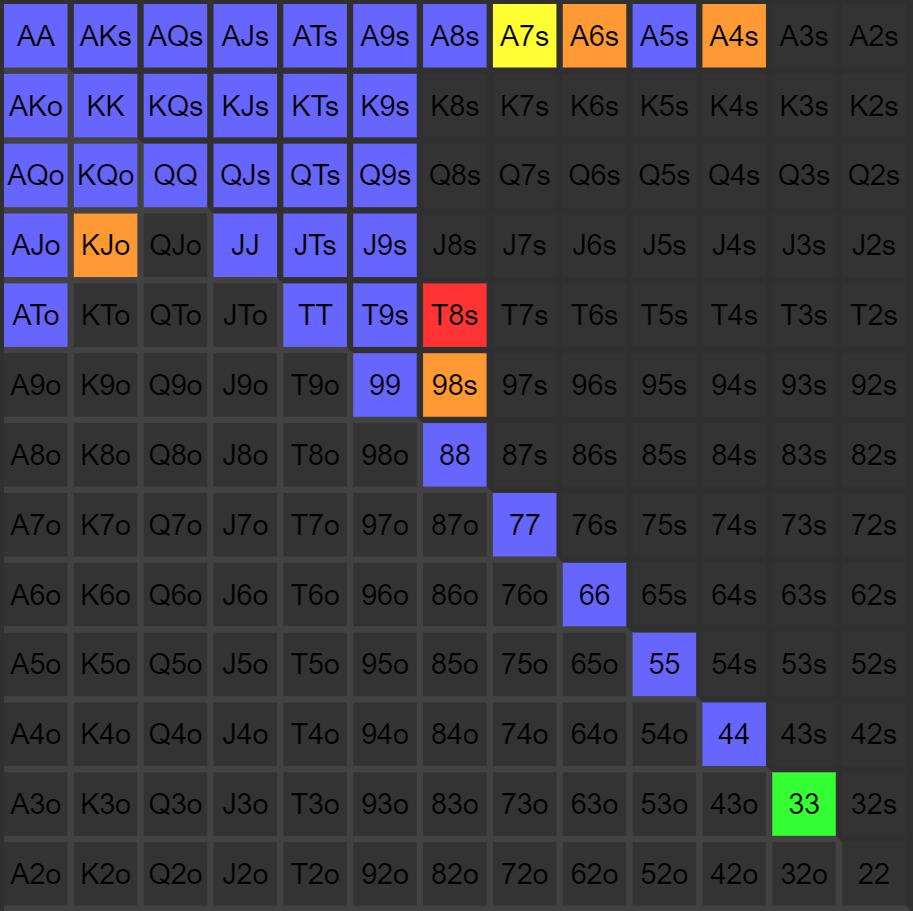 AA AKs AQs AJs ATs A9s A8s A7s A6s A5s A4s A3s A2s
AKo KK KQs KJs KTs K9s K8s K7s K6s K5s K4s K3s K2s
AQo KQo QQ QJs QTs Q9s Q8s Q7s Q6s Q5s Q4s Q3s Q2s
AJo KJo QJo JJ JTs J9s J8s J7s J6s J5s J4s J3s J2s
ATo KTo QTo JTo TT T9s T8s T7s T6s T5s T4s T3s T2s
A9o K9o Q9o J9o T9o 99 98s 97s 96s 95s 94s 93s 92s
A8o K8o Q8o J8o T8o 98o 88 87s 86s 85s 84s 83s 82s
A7o K7o Q7o J7o T7o 97o 87o 77 76s 75s 74s 73s 72s
A6o K6o Q6o J6o T6o 96o 86o 76o 66 65s 64s 63s 62s
A5o K5o Q5o J5o T5o 95o 85o 75o 65o 55 54s 53s 52s
A4o K4o Q4o J4o T4o 94o 84o 74o 64o 54o 44 43s 42s
A3o K3o Q3o J3o T3o 93o 83o 73o 63o 53o 43o 33 32s
A2o K2o Q2o J2o T2o 92o 82o 72o 62o 52o 42o 32o 22